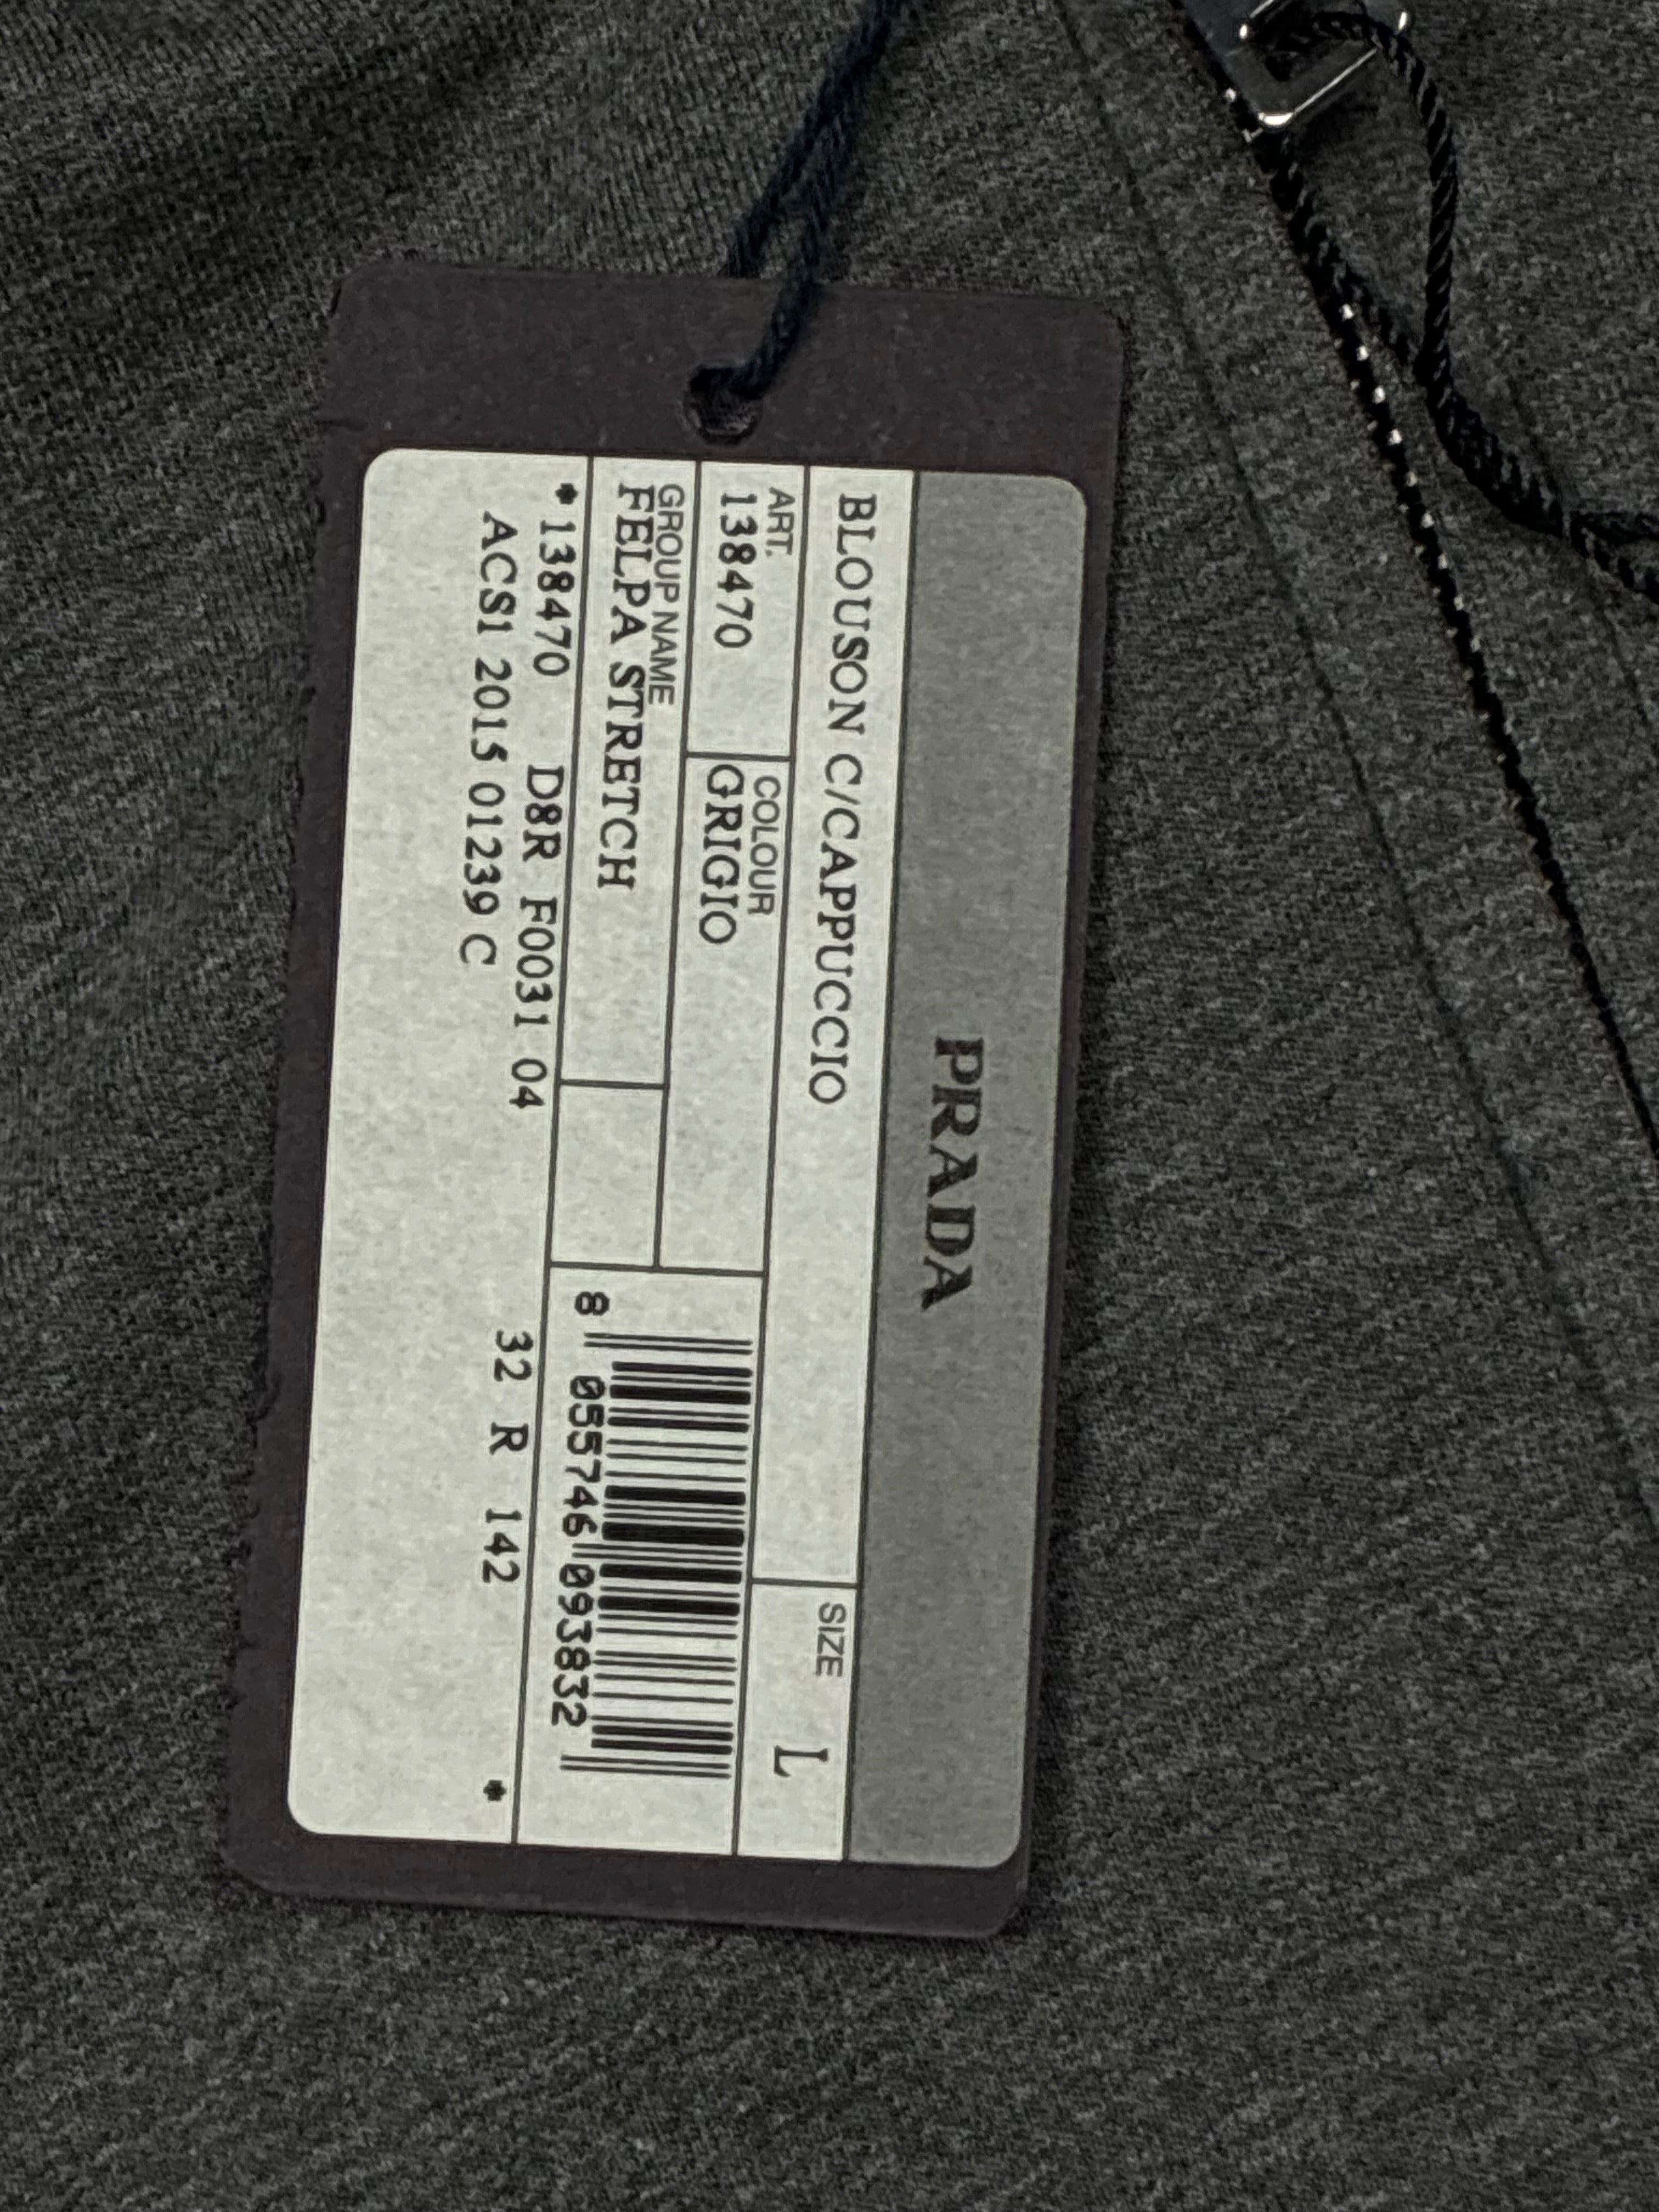 PRADA
BLOUSON C/CAPPUCCIO
SIZE
L
ART.
138470
COLOUR
GRIGIO
GROUP NAME
FELPA STRETCH
8 055746 093832
*138470 D8R F0031 04 32 R 142
ACS1 2015 01239 C *